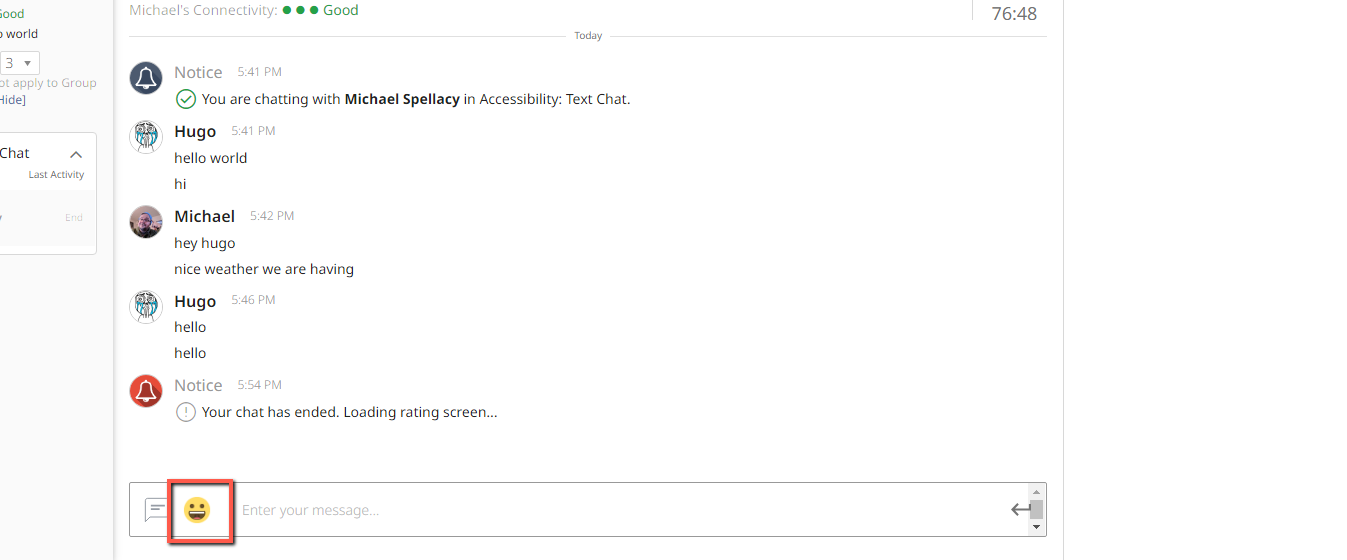 Good
world
3
ot apply to Group
Hide]
Chat
Last Activity
End
Michael's Connectivity: Good
76:48
Today
Notice 5:41 PM
You are chatting with Michael Spellacy in Accessibility: Text Chat.
Hugo 5:41 PM
hello world
hi
Michael 5:42 PM
hey hugo
nice weather we are having
Hugo 5:46 PM
hello
hello
Notice 5:54 PM
Your chat has ended. Loading rating screen...
Enter your message...